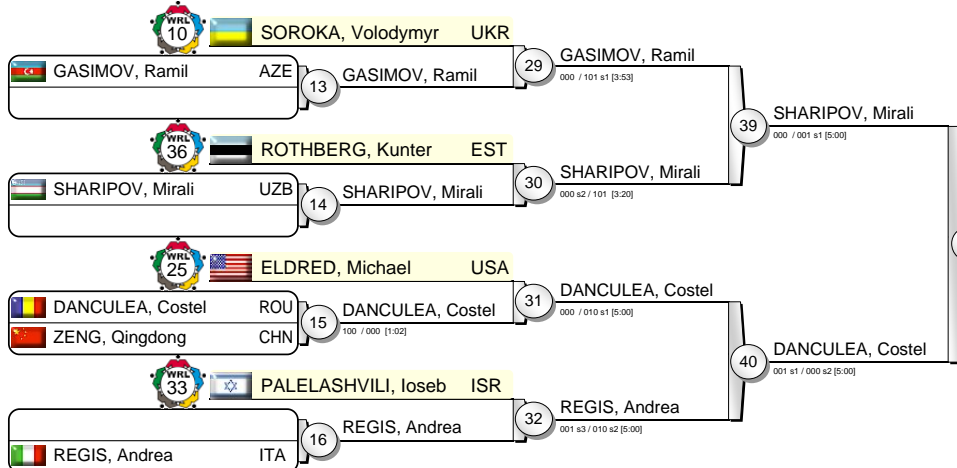 WRL
10
SOROKA, Volodymyr UKR
GASIMOV, Ramil AZE
13
GASIMOV, Ramil
29
GASIMOV, Ramil
000 / 101 s1 [3:53]
WRL
36
ROTHBERG, Kunter EST
SHARIPOV, Mirali UZB
14
SHARIPOV, Mirali
30
SHARIPOV, Mirali
000 s2 / 101 [3:20]
39
SHARIPOV, Mirali
000 / 001 s1 [5:00]
WRL
25
ELDRED, Michael USA
DANCULEA, Costel ROU
ZENG, Qingdong CHN
15
DANCULEA, Costel
100 / 000 [1:02]
31
DANCULEA, Costel
000 / 010 s1 [5:00]
WRL
33
PALELASHVILI, Ioseb ISR
REGIS, Andrea ITA
16
REGIS, Andrea
32
REGIS, Andrea
001 s3 / 010 s2 [5:00]
40
DANCULEA, Costel
001 s1 / 000 s2 [5:00]